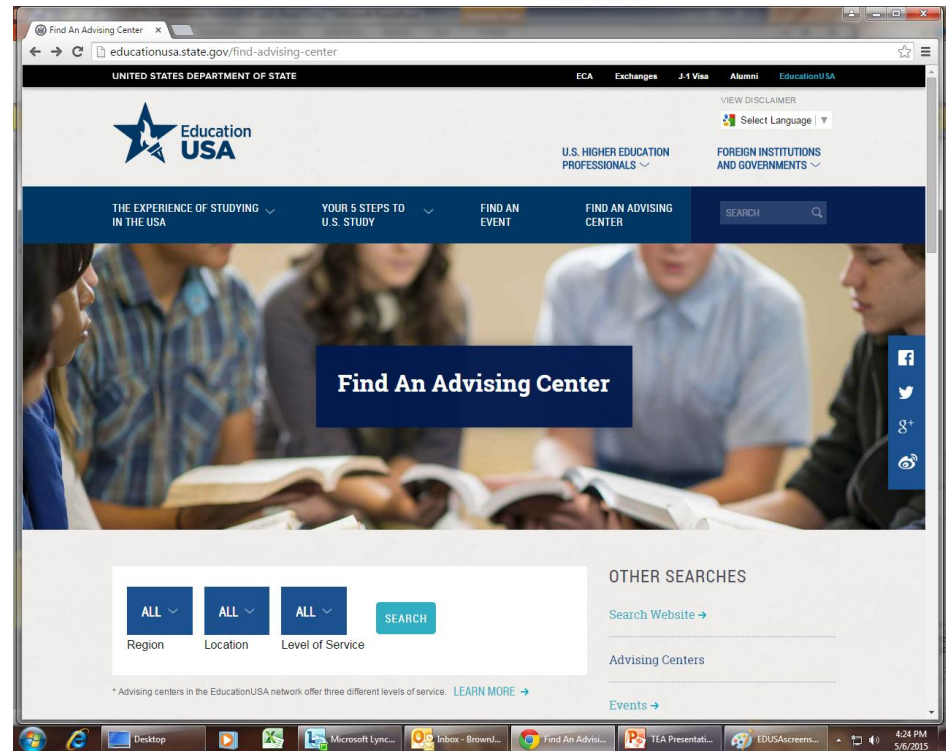 Find An Advising Center
educationusa.state.gov/find-advising-center
UNITED STATES DEPARTMENT OF STATE
ECA Exchanges J-1 Visa Alumni EducationUSA
VIEW DISCLAIMER
Select Language
Education
USA
U.S. HIGHER EDUCATION
PROFESSIONALS
FOREIGN INSTITUTIONS
AND GOVERNMENTS
THE EXPERIENCE OF STUDYING
IN THE USA
YOUR 5 STEPS TO
U.S. STUDY
FIND AN
EVENT
FIND AN ADVISING
CENTER
SEARCH
Find An Advising Center
ALL ALL ALL SEARCH
Region Location Level of Service
* Advising centers in the EducationUSA network offer three different levels of service. LEARN MORE →
OTHER SEARCHES
Search Website →
Advising Centers
Events →
Desktop Microsoft Lync... Inbox - BrownJ... Find An Advisi... TEA Presentati... EDUSAscreens... 4:24 PM
5/6/2015